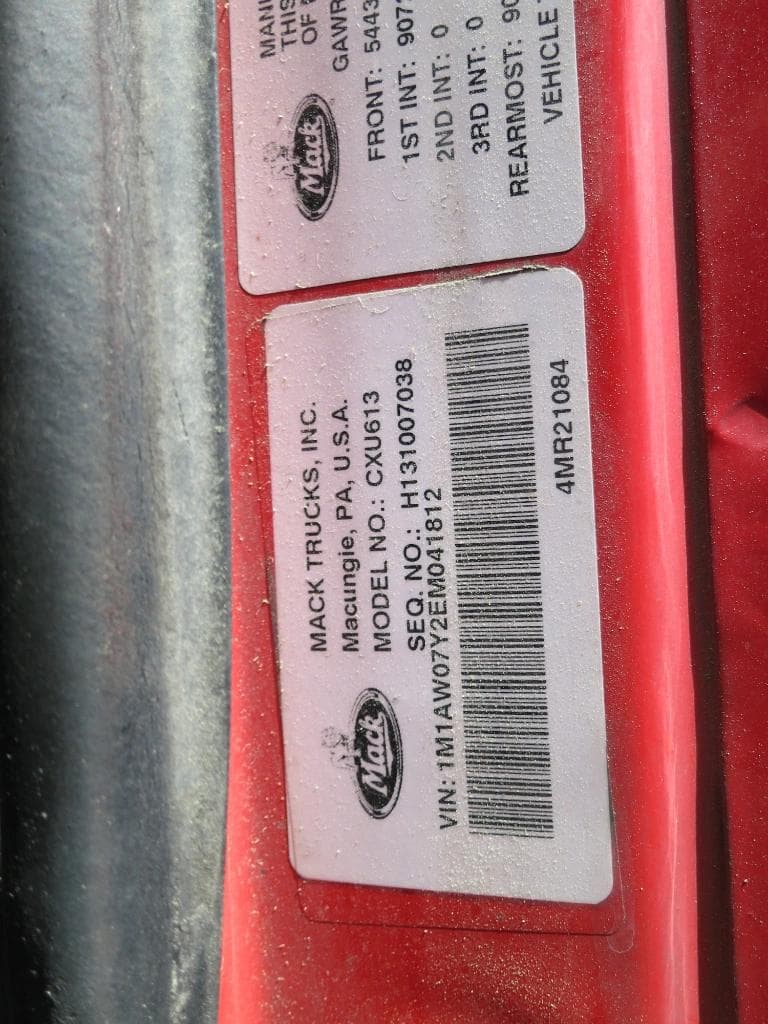 MANU
THIS
OF
GAWR
FRONT: 5443
1ST INT: 907
2ND INT: 0
3RD INT: 0
REARMOST: 90
VEHICLE
Mack
MACK TRUCKS, INC.
Macungie, PA, U.S.A.
MODEL NO.: CXU613
SEQ. NO.: H131007038
VIN: 1M1AW07Y2EM041812
4MR21084
Mack